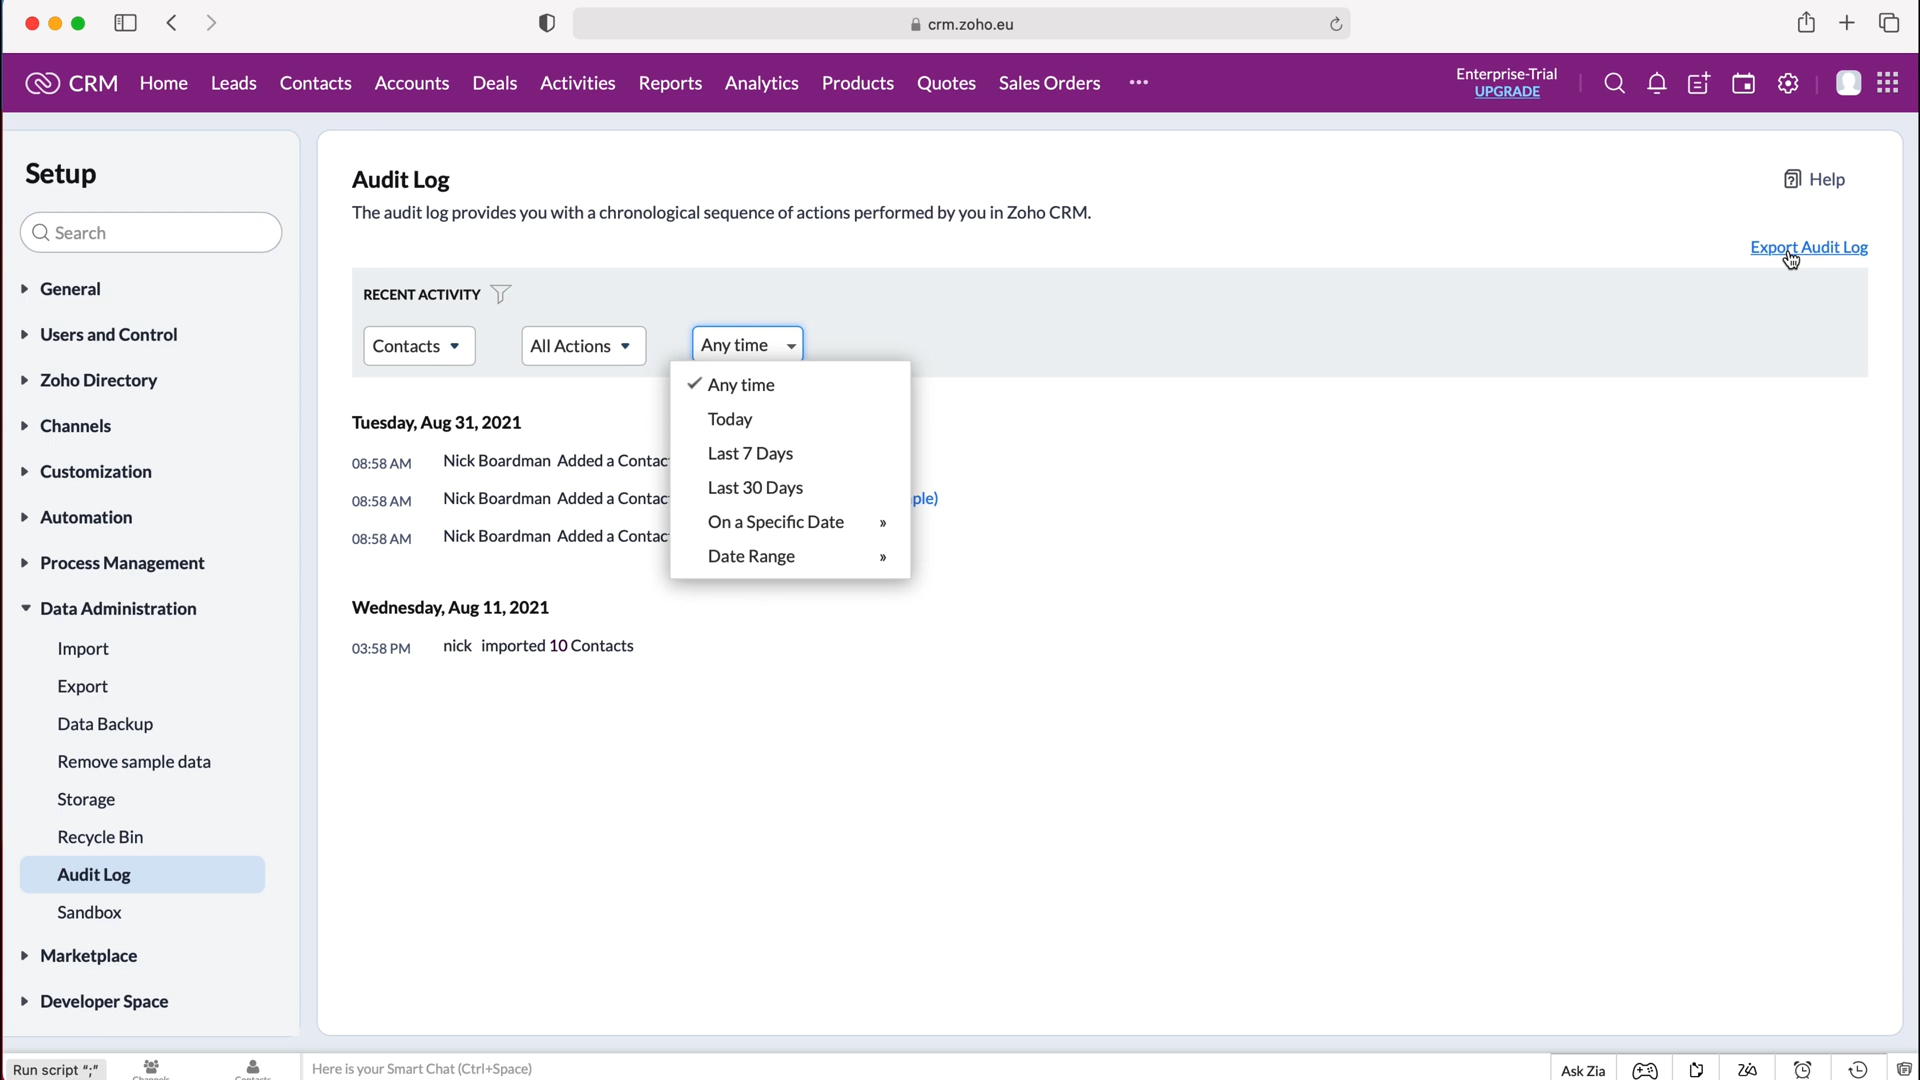 crm.zoho.eu
CRM Home Leads Contacts Accounts Deals Activities Reports Analytics Products Quotes Sales Orders ••• Enterprise-Trial
UPGRADE
Setup
Search
General
Users and Control
Zoho Directory
Channels
Customization
Automation
Process Management
Data Administration
Import
Export
Data Backup
Remove sample data
Storage
Recycle Bin
Audit Log
Sandbox
Marketplace
Developer Space
Audit Log
Help
The audit log provides you with a chronological sequence of actions performed by you in Zoho CRM.
Export Audit Log
RECENT ACTIVITY
Contacts All Actions Any time
Any time
Today
Last 7 Days
Last 30 Days
On a Specific Date »
Date Range »
Tuesday, Aug 31, 2021
08:58 AM Nick Boardman Added a Contac
08:58 AM Nick Boardman Added a Contac ple)
08:58 AM Nick Boardman Added a Contac
Wednesday, Aug 11, 2021
03:58 PM nick imported 10 Contacts
Run script “;” Channels Contacts Here is your Smart Chat (Ctrl+Space) Ask Zia